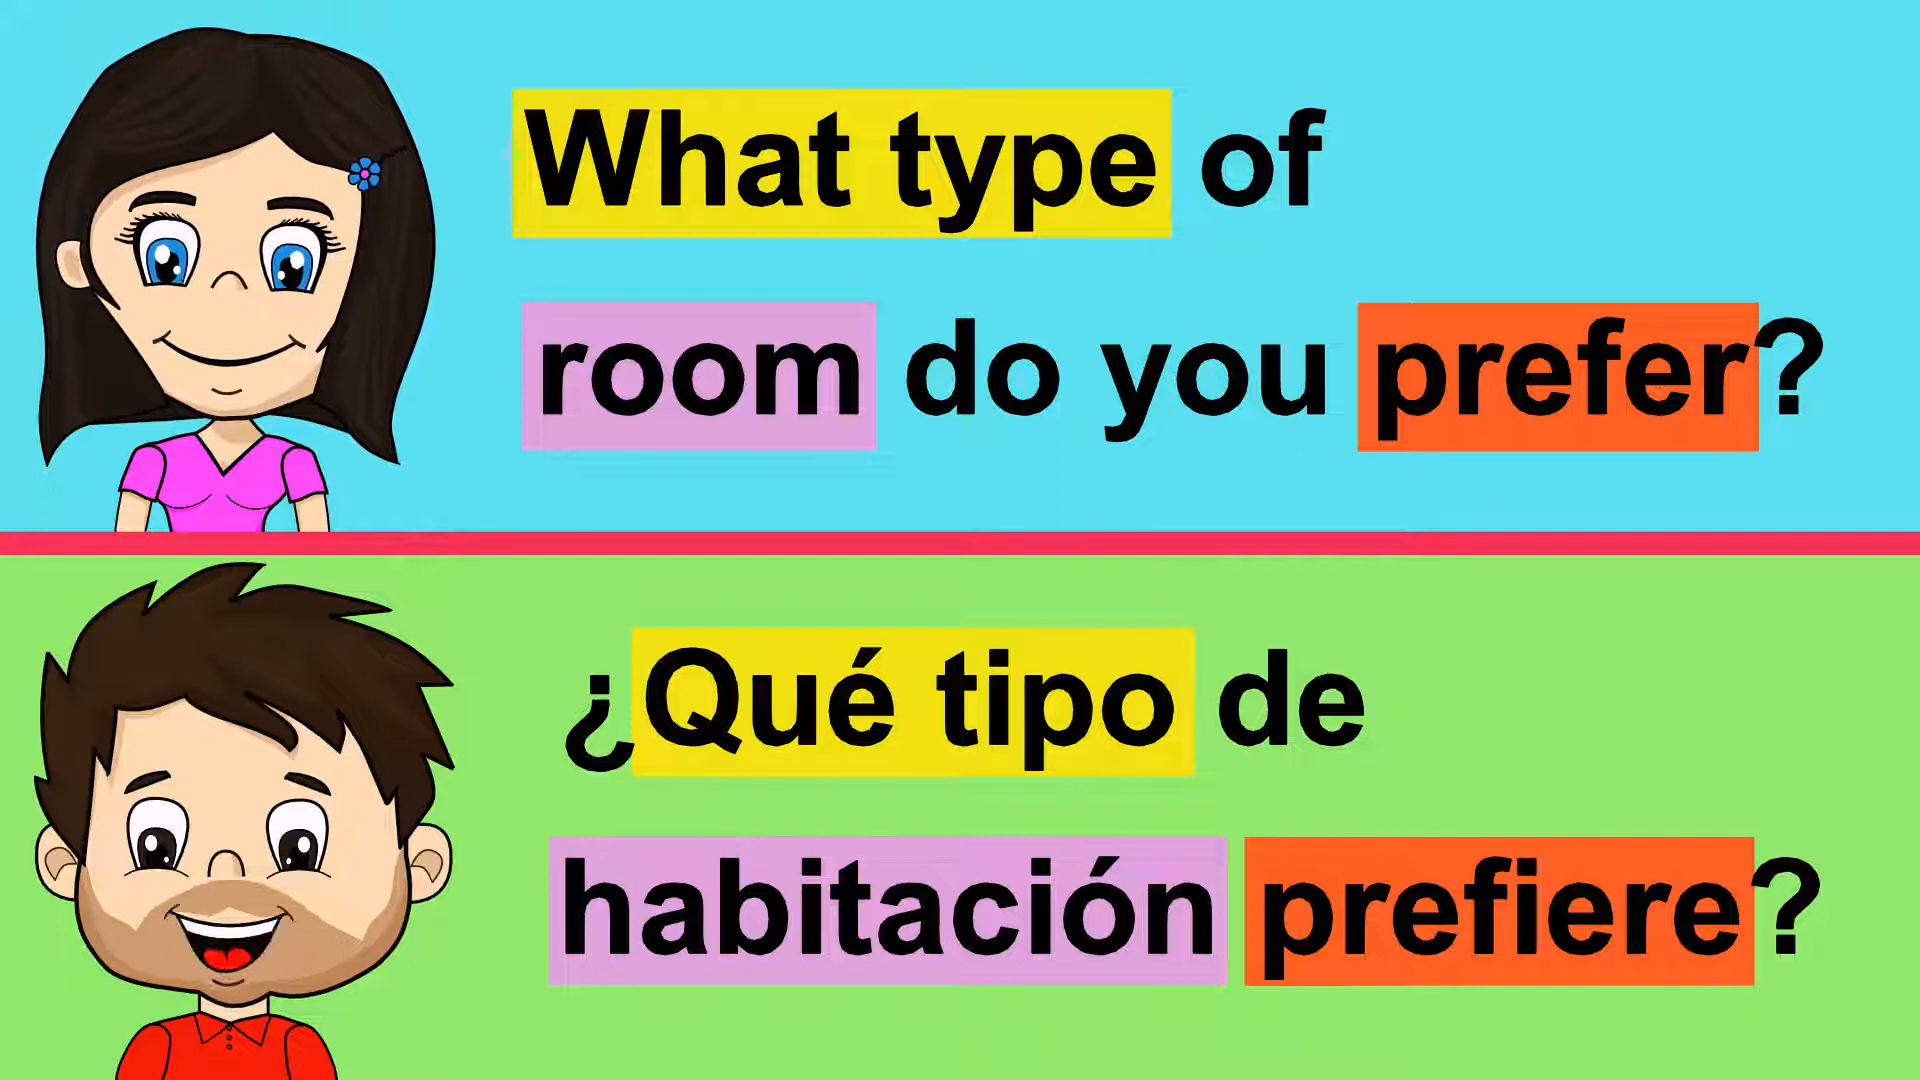 What type of
room do you prefer?
¿Qué tipo de
habitación prefiere?